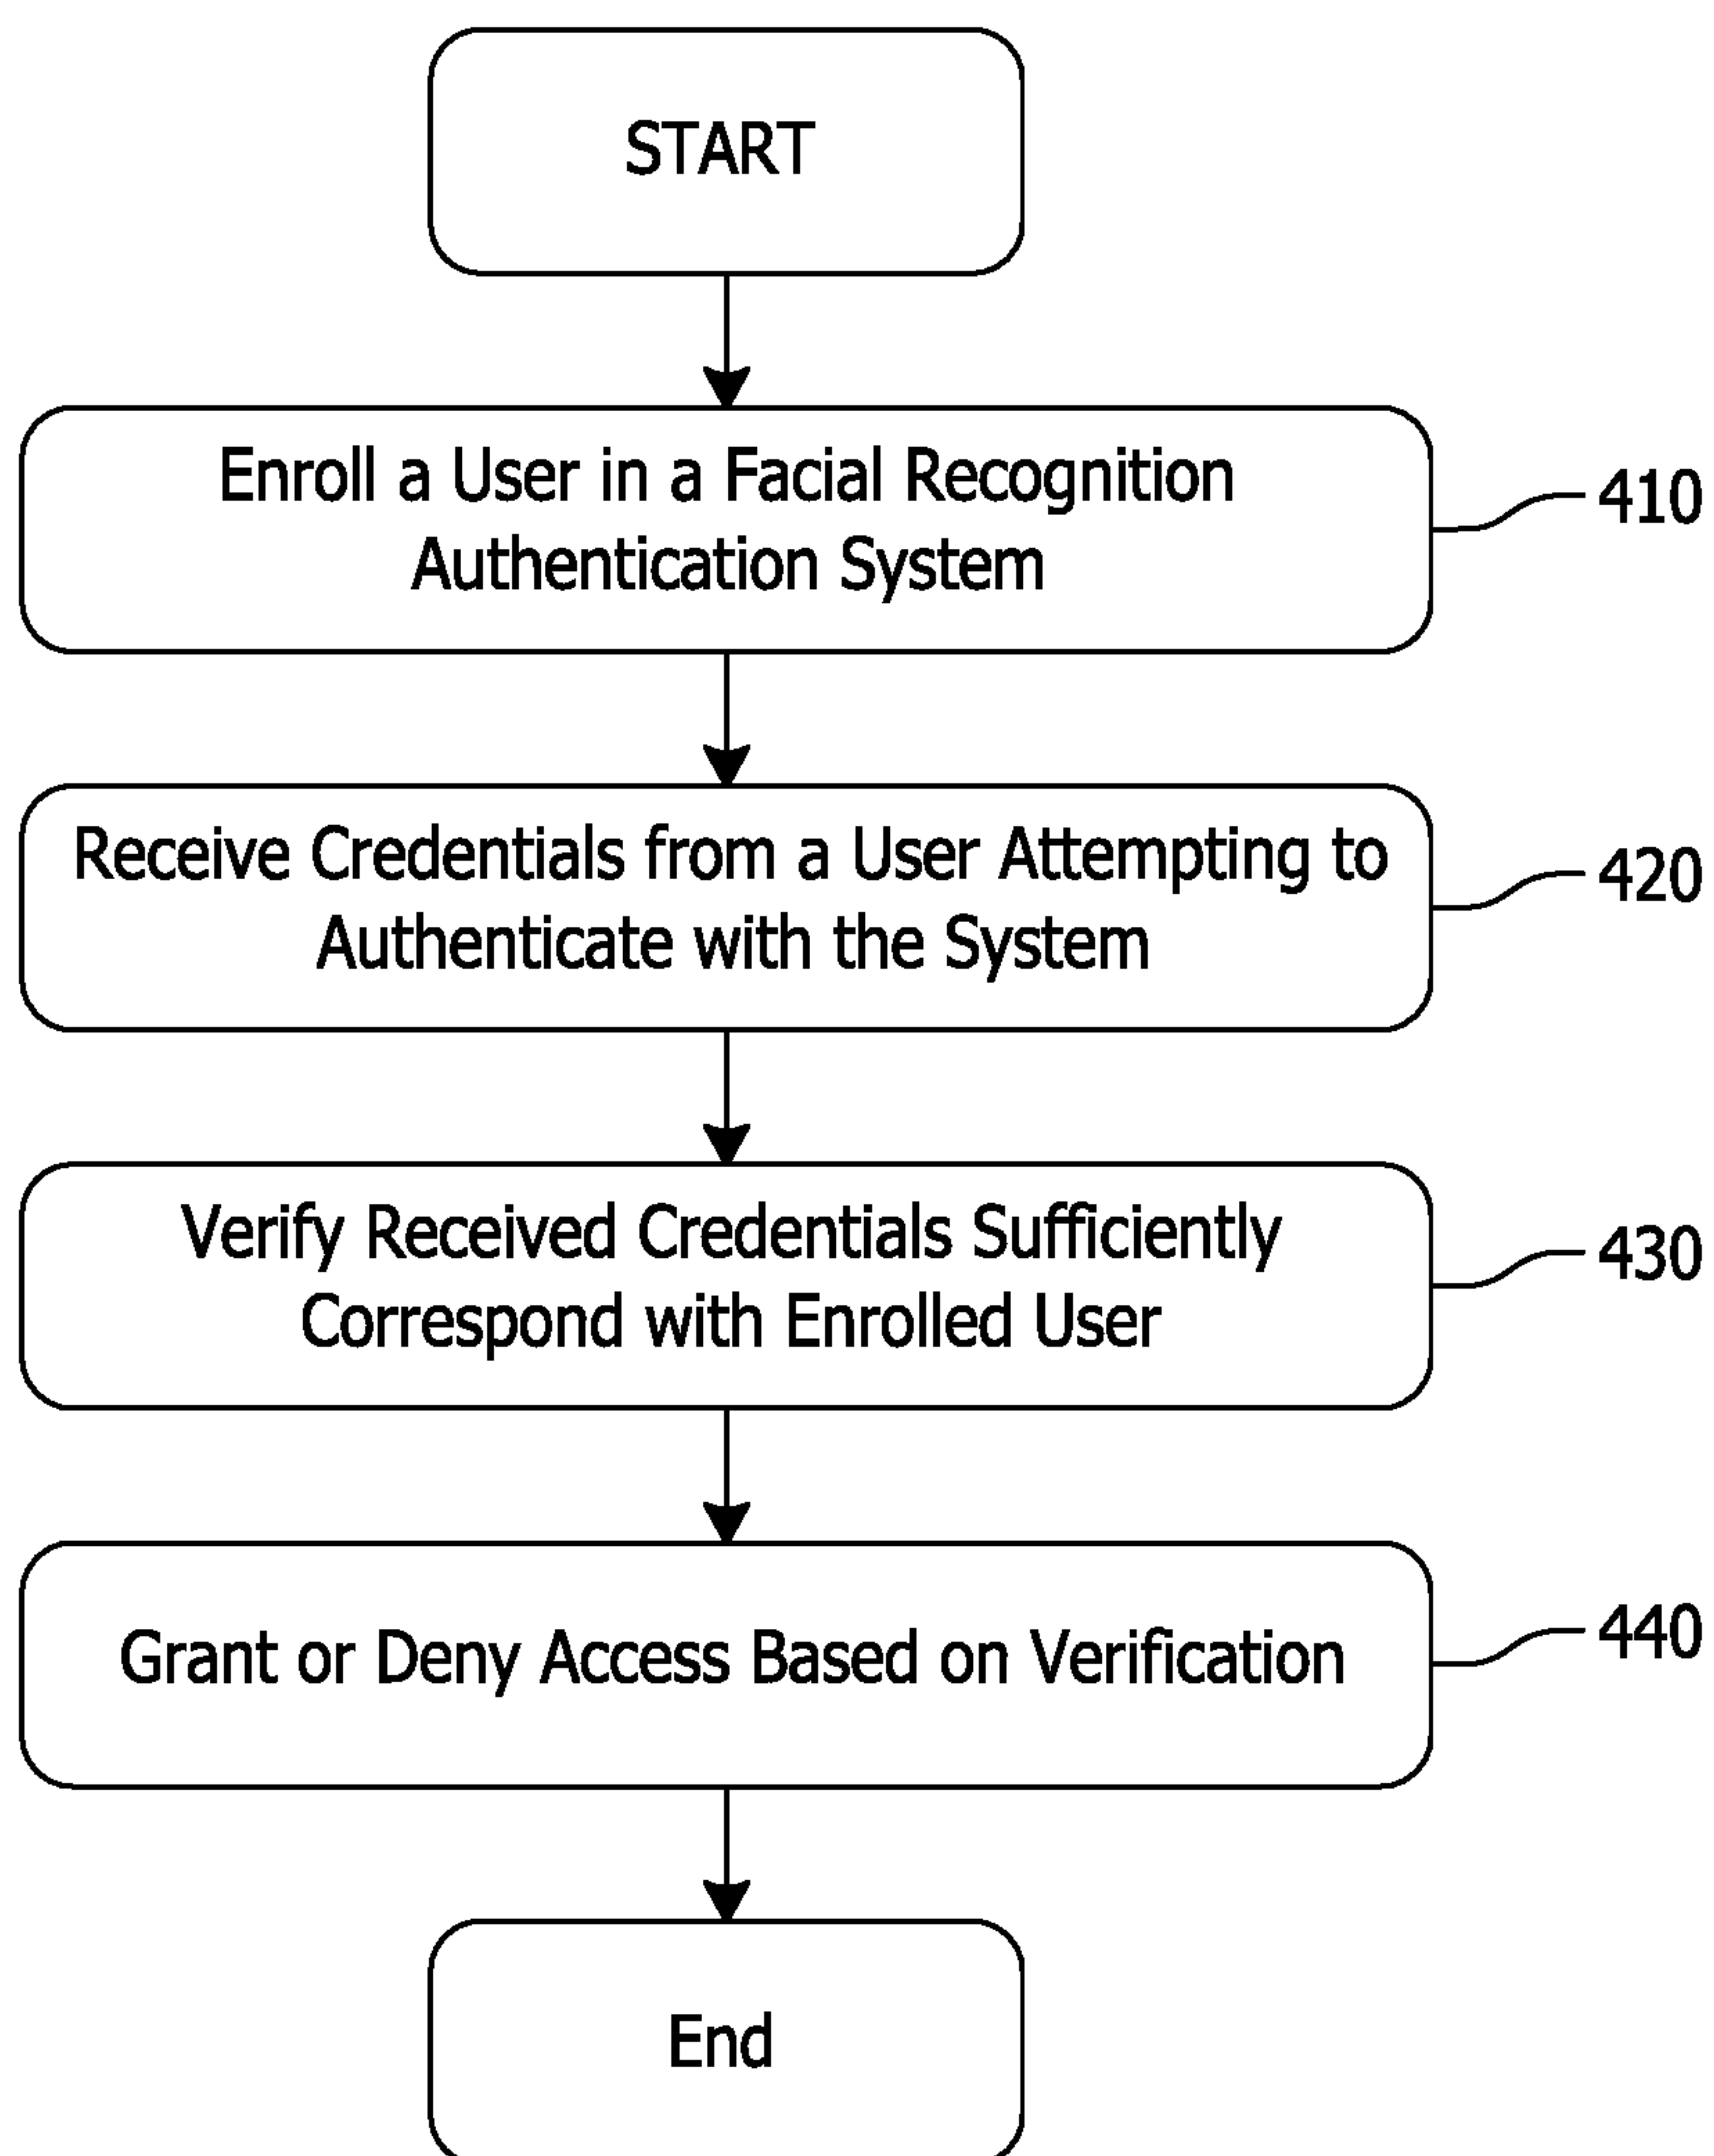 START
Enroll a User in a Facial Recognition
Authentication System
410
Receive Credentials from a User Attempting to
Authenticate with the System
420
Verify Received Credentials Sufficiently
Correspond with Enrolled User
430
Grant or Deny Access Based on Verification
440
End